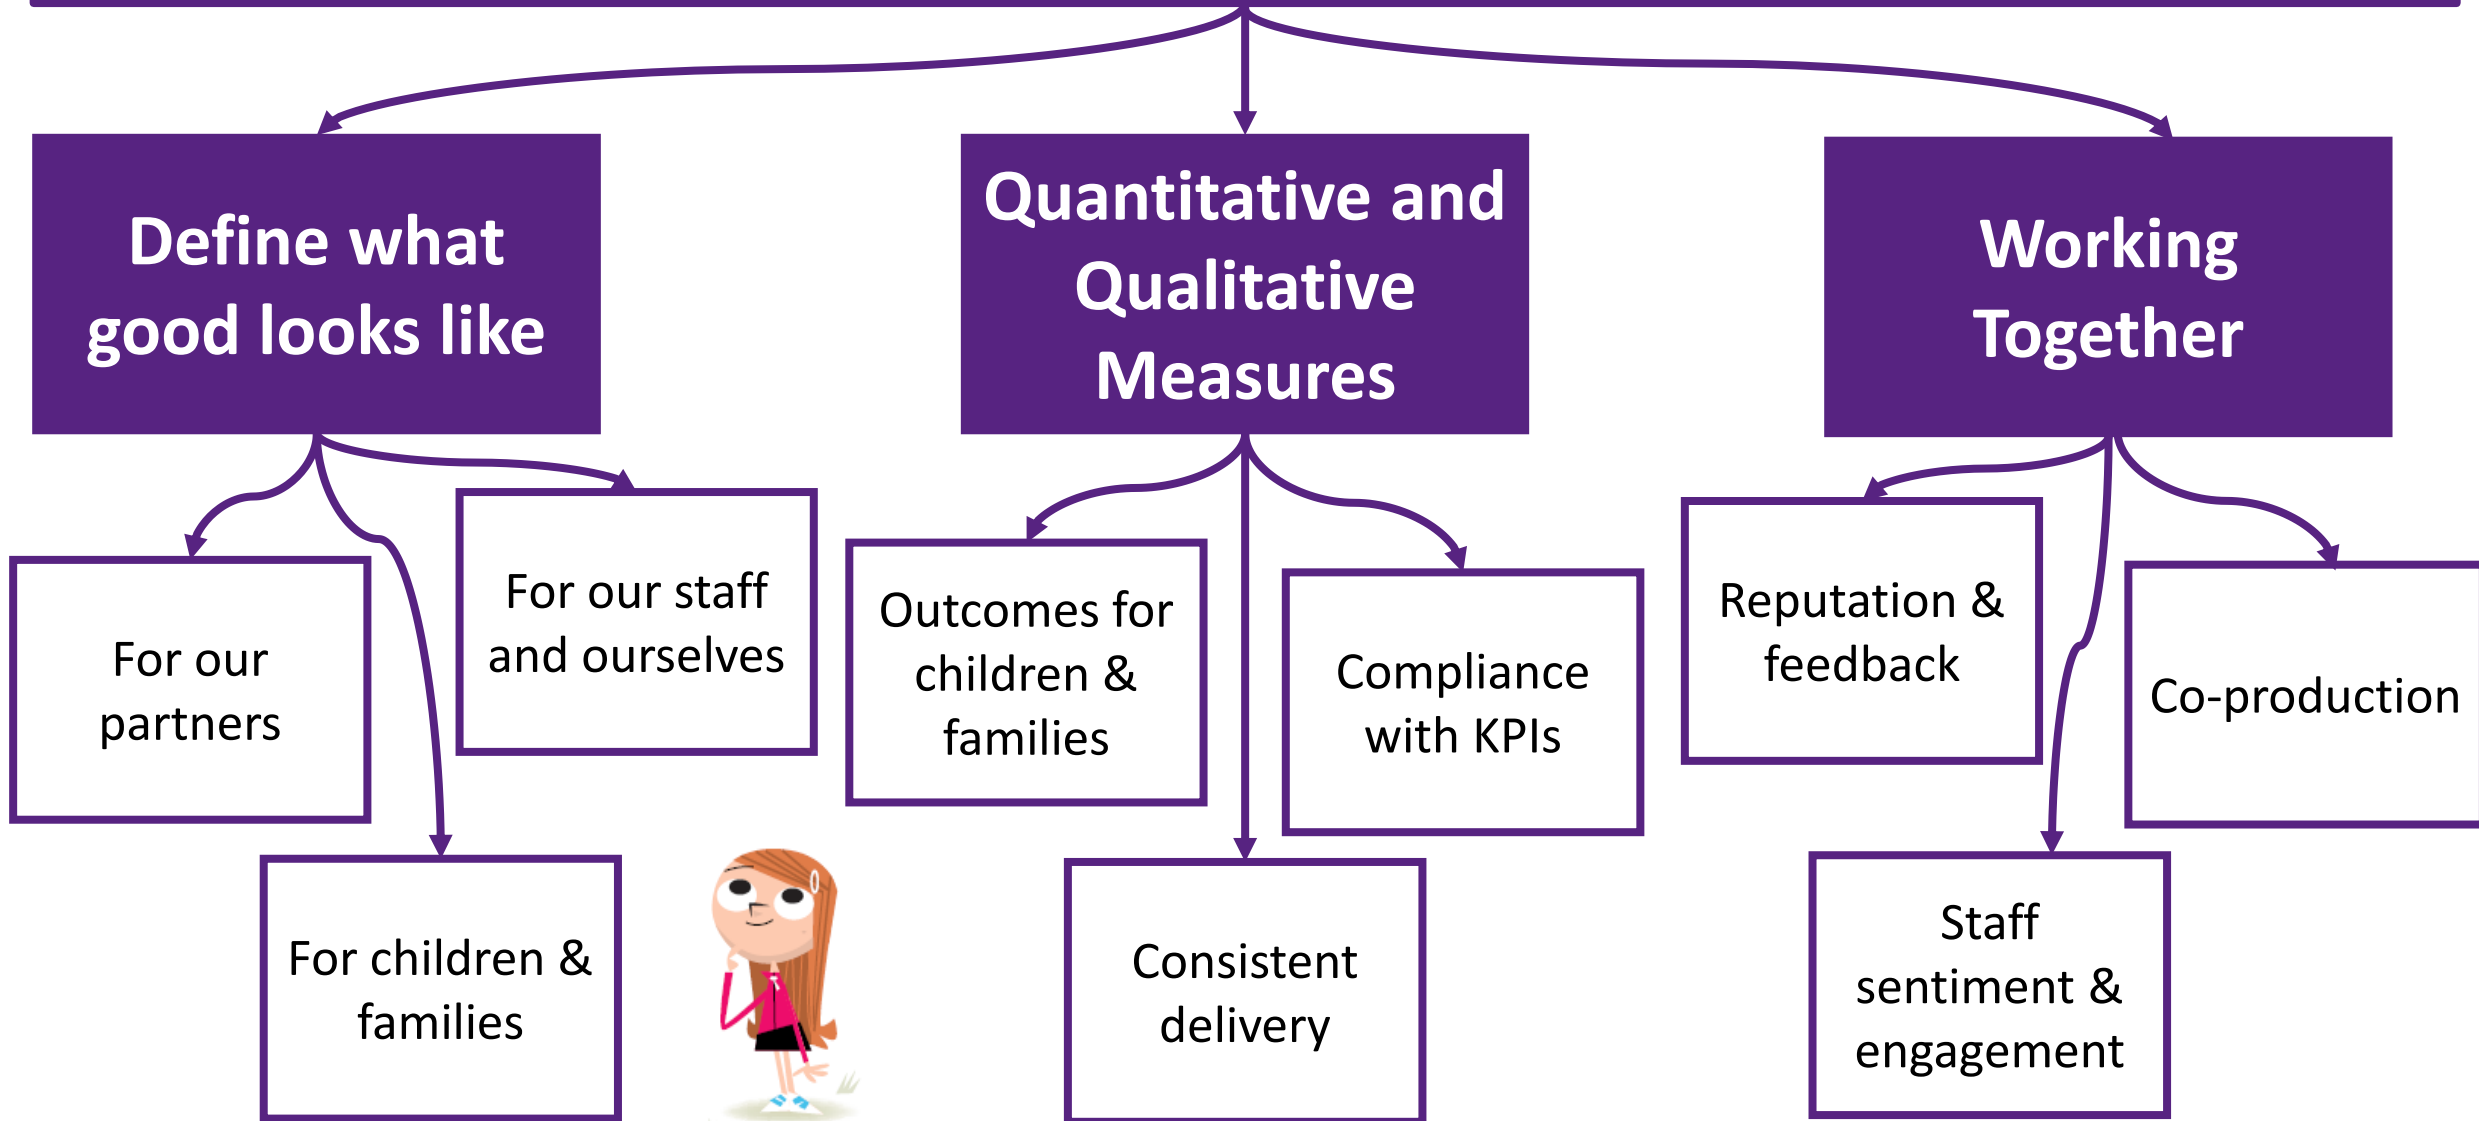 Define what
good looks like
Quantitative and
Qualitative
Measures
Working
Together
For our
partners
For children &
families
For our staff
and ourselves
Outcomes for
children &
families
Consistent
delivery
Compliance
with KPIs
Reputation &
feedback
Staff
sentiment &
engagement
Co-production